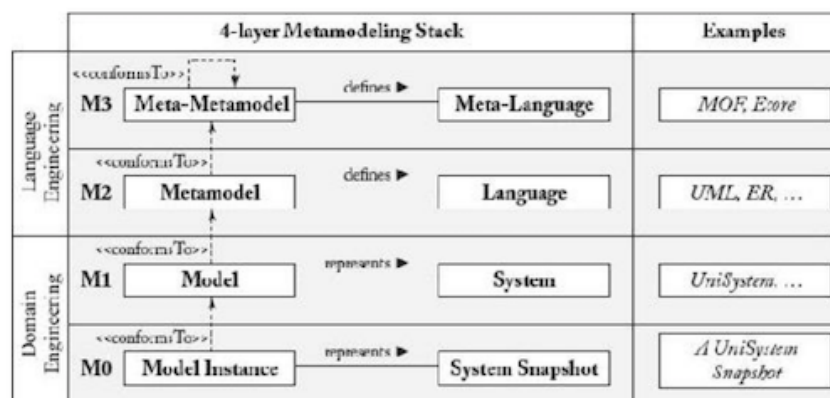 4-layer Metamodeling Stack Examples
Language Engineering
<<conformsTo>>
M3 Meta-Metamodel defines ► Meta-Language MOF, Ecore
<<conformsTo>>
M2 Metamodel defines ► Language UML, ER, …
Domain Engineering
<<conformsTo>>
M1 Model represents ► System UniSystem, …
<<conformsTo>>
M0 Model Instance represents ► System Snapshot A UniSystem
Snapshot